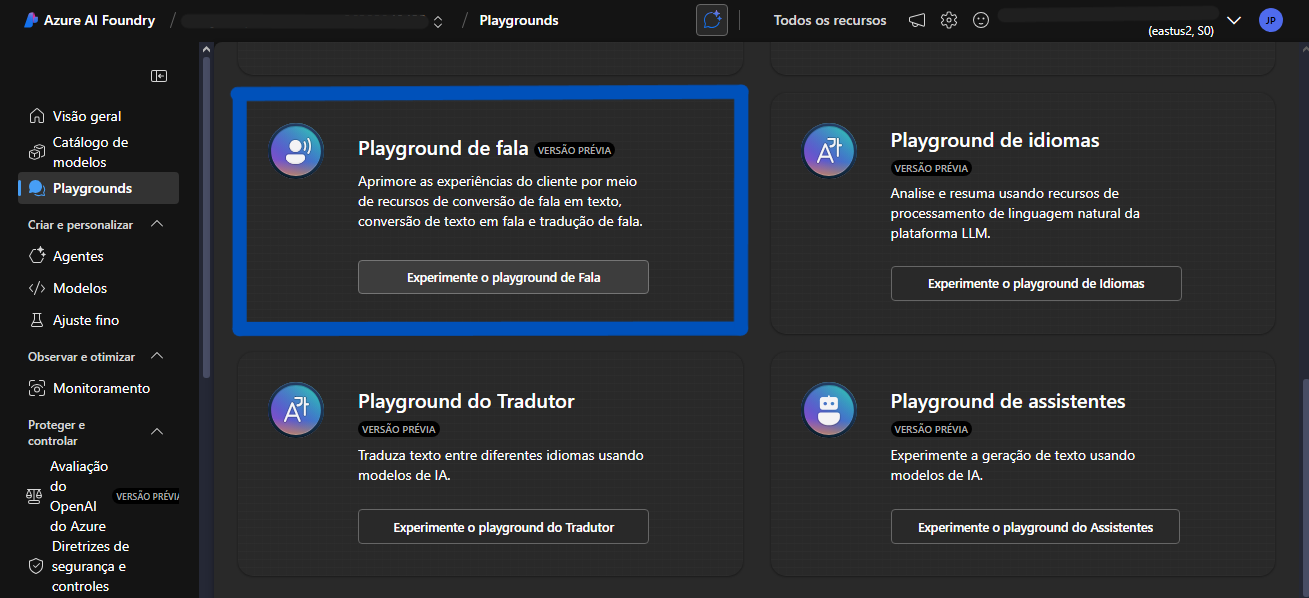 Azure AI Foundry / / Playgrounds
Todos os recursos
(eastus2, S0)
JP
Visão geral
Catálogo de
modelos
Playgrounds
Criar e personalizar
Agentes
Modelos
Ajuste fino
Observar e otimizar
Monitoramento
Proteger e
controlar
Avaliação
do
OpenAI
do Azure
VERSÃO PRÉVIA
Diretrizes de
segurança e
controles
Playground de fala VERSÃO PRÉVIA
Aprimore as experiências do cliente por meio
de recursos de conversão de fala em texto,
conversão de texto em fala e tradução de fala.
Experimente o playground de Fala
Playground de idiomas
VERSÃO PRÉVIA
Analise e resuma usando recursos de
processamento de linguagem natural da
plataforma LLM.
Experimente o playground de Idiomas
Playground do Tradutor
VERSÃO PRÉVIA
Traduza texto entre diferentes idiomas usando
modelos de IA.
Experimente o playground do Tradutor
Playground de assistentes
VERSÃO PRÉVIA
Experimente a geração de texto usando
modelos de IA.
Experimente o playground do Assistentes